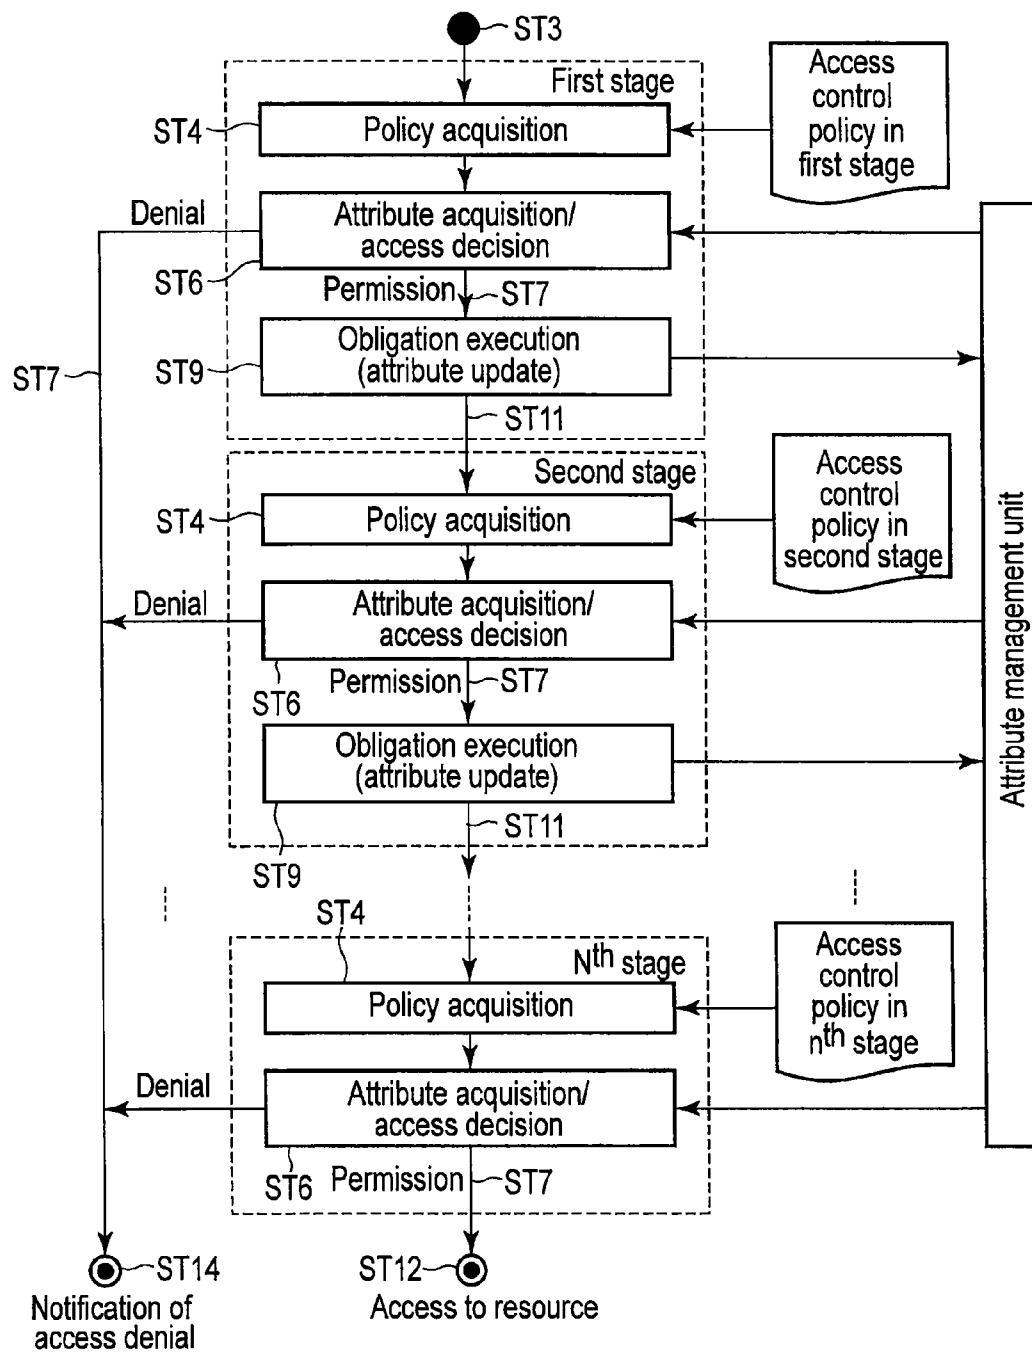 ST3
First stage
Access
control
policy in
first stage
ST4
Policy acquisition
Denial
Attribute acquisition/
access decision
ST6
Permission
ST7
ST7
ST9
Obligation execution
(attribute update)
ST11
Second stage
Access
control
policy in
second stage
ST4
Policy acquisition
Attribute management unit
Denial
Attribute acquisition/
access decision
ST6
Permission
ST7
Obligation execution
(attribute update)
ST11
ST9
ST4
Nth stage
Access
control
policy in
nth stage
Policy acquisition
Denial
Attribute acquisition/
access decision
ST6
Permission
ST7
ST14
ST12
Notification of
access denial
Access to resource